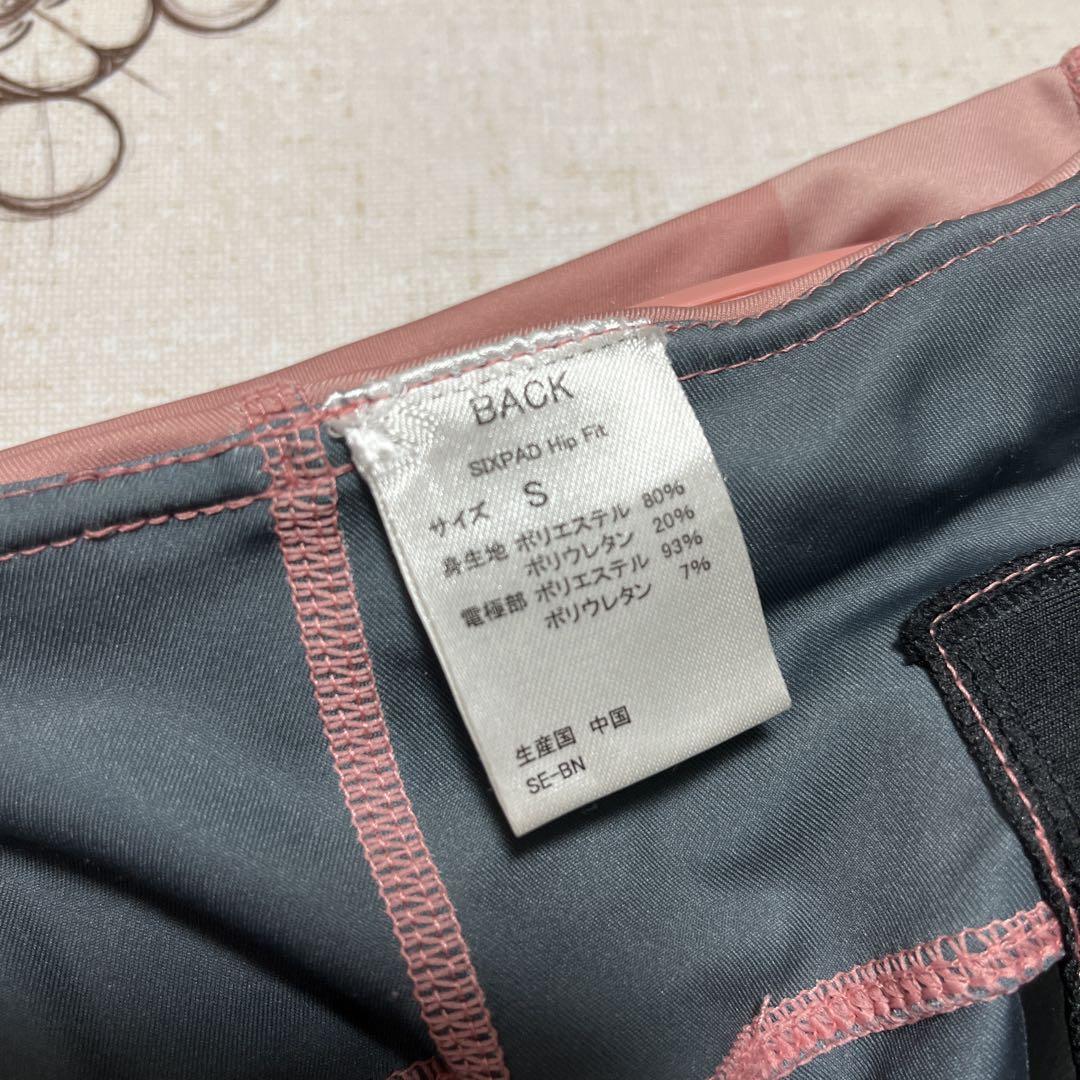 BACK
SIXPAD Hip Fit
サイズ S
身生地 ポリエステル 80%
ポリウレタン 20%
電極部 ポリエステル 93%
ポリウレタン 7%
生産国 中国
SE-BN